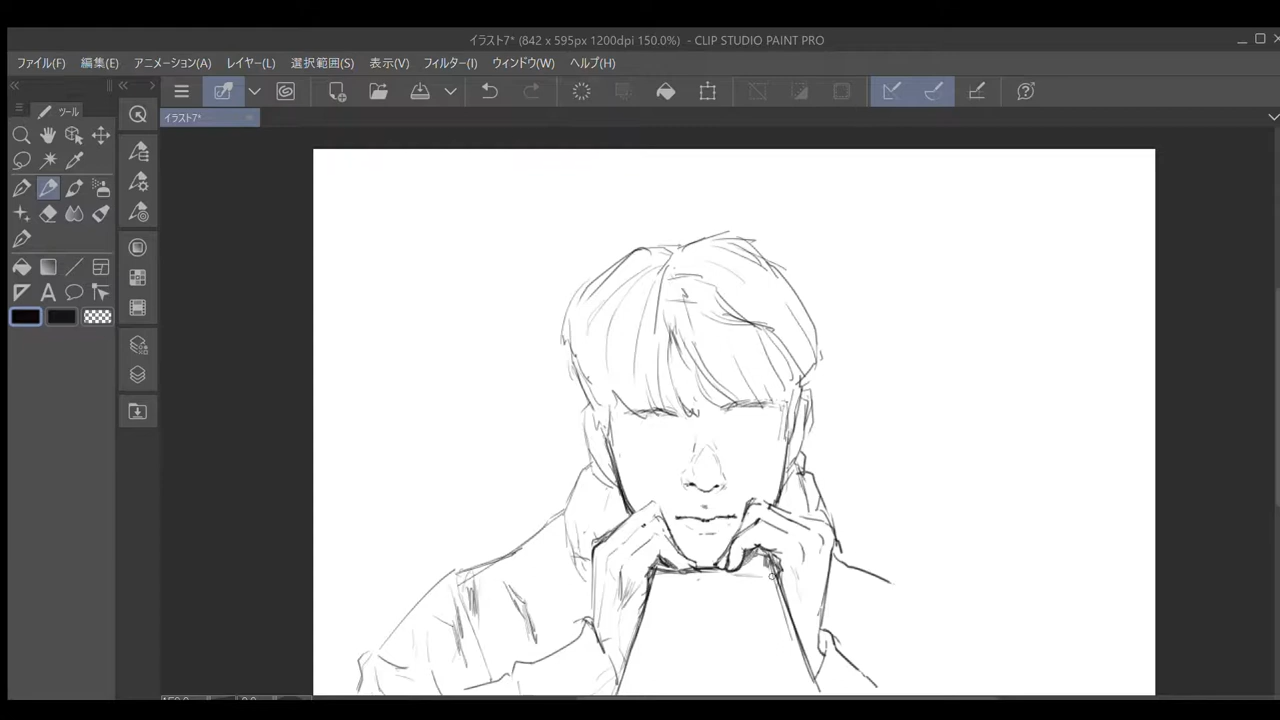 イラスト7* (842 x 595px 1200dpi 150.0%) - CLIP STUDIO PAINT PRO
ファイル(F) 編集(E) アニメーション(A) レイヤー(L) 選択範囲(S) 表示(V) フィルター(I) ウィンドウ(W) ヘルプ(H)
ツール
イラスト7*